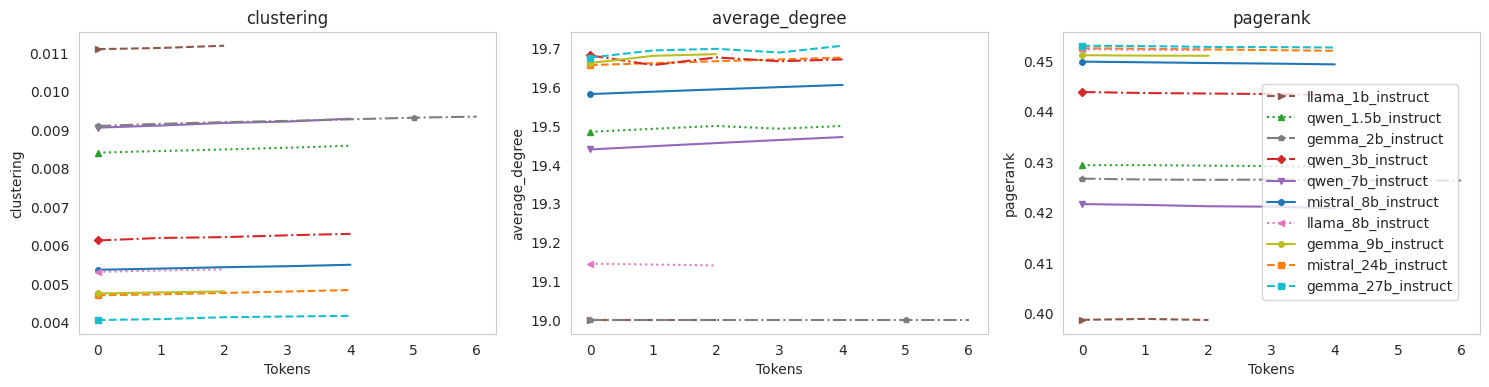 clustering
clustering
0.011
0.010
0.009
0.008
0.007
0.006
0.005
0.004
0 1 2 3 4 5 6
Tokens
average_degree
average_degree
19.7
19.6
19.5
19.4
19.3
19.2
19.1
19.0
0 1 2 3 4 5 6
Tokens
pagerank
pagerank
0.45
0.44
0.43
0.42
0.41
0.40
0 1 2 3 4 5 6
Tokens
llama_1b_instruct
qwen_1.5b_instruct
gemma_2b_instruct
qwen_3b_instruct
qwen_7b_instruct
mistral_8b_instruct
llama_8b_instruct
gemma_9b_instruct
mistral_24b_instruct
gemma_27b_instruct